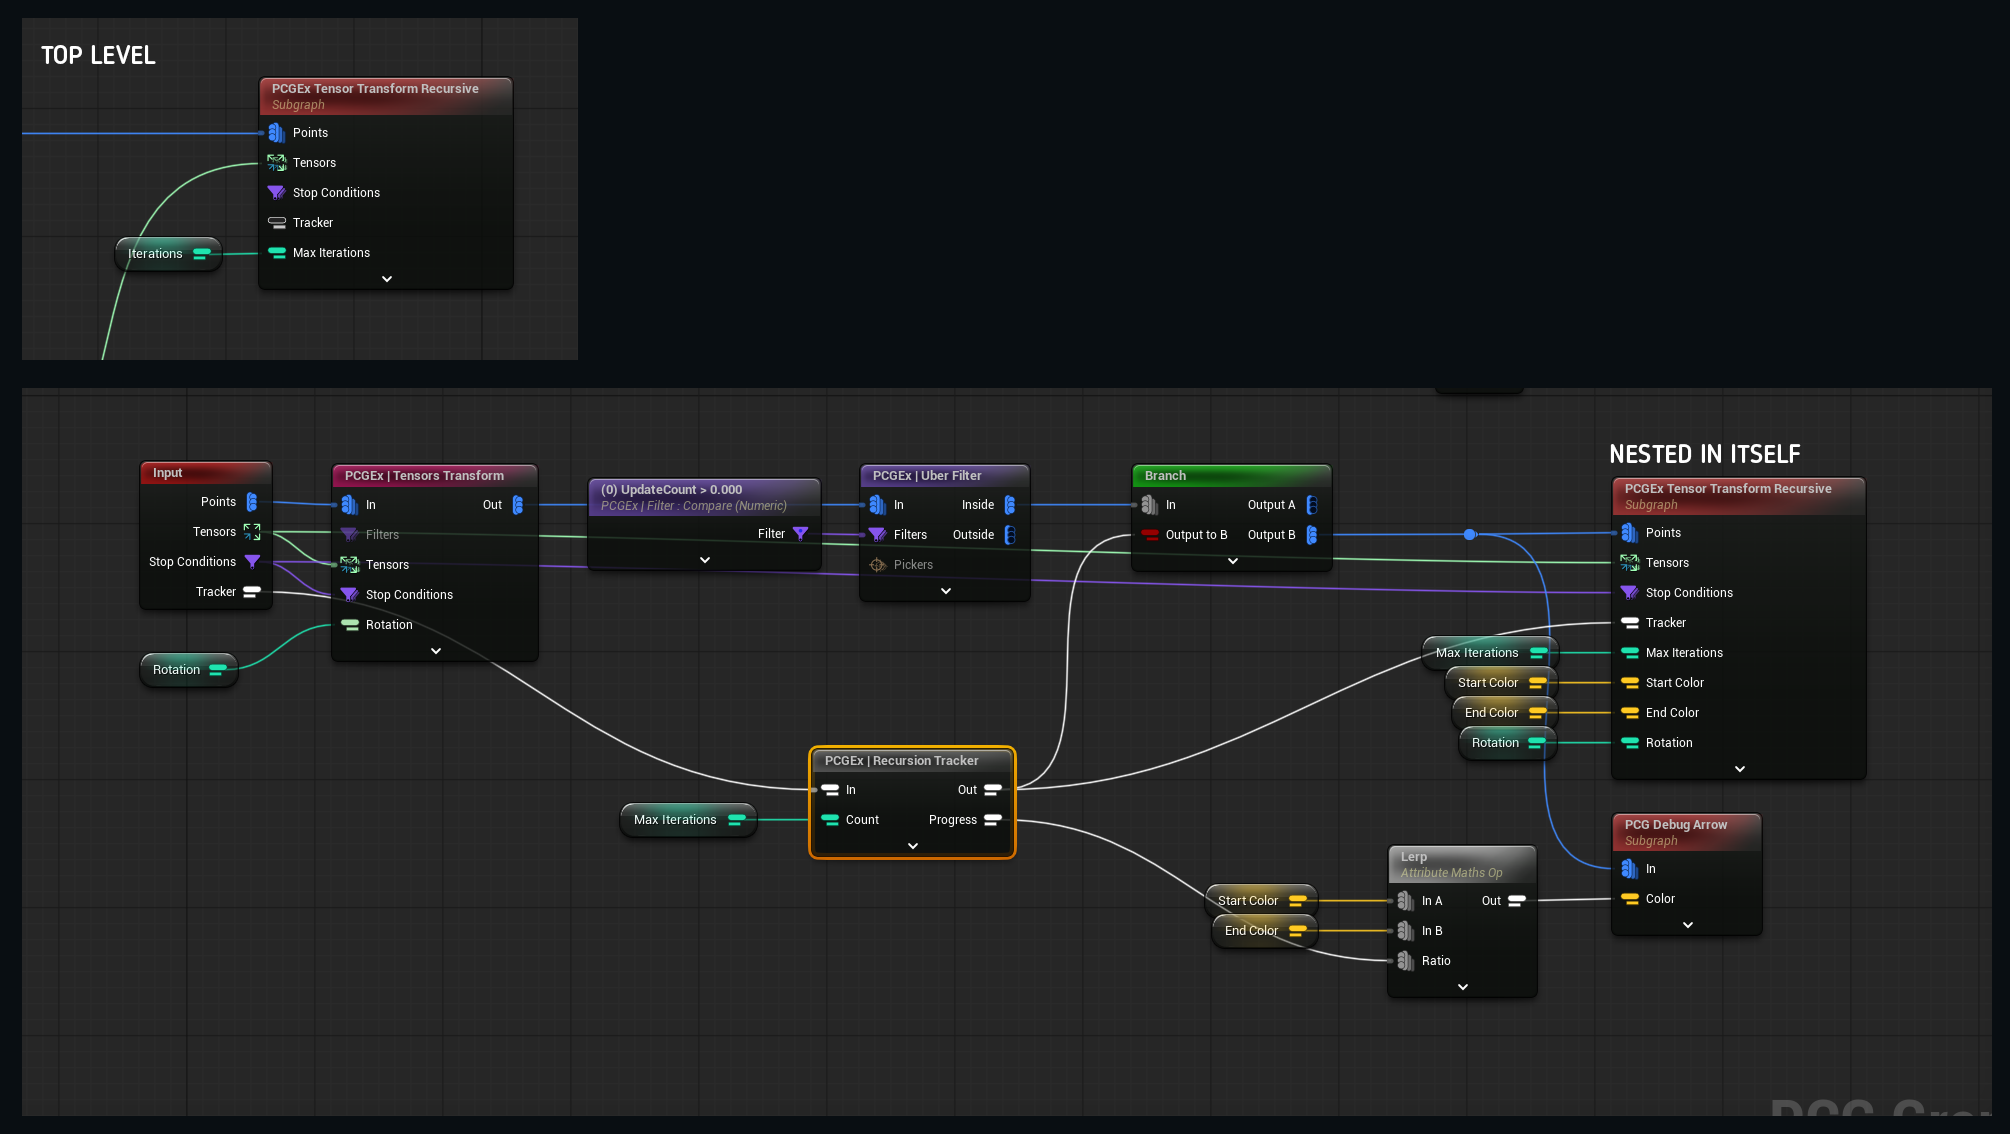 TOP LEVEL
PCGEx Tensor Transform Recursive
Subgraph
Points
Tensors
Stop Conditions
Tracker
Iterations
Max Iterations
NESTED IN ITSELF
Input
Points
Tensors
Stop Conditions
Tracker
Rotation
PCGEx | Tensors Transform
In
Out
Filters
Tensors
Stop Conditions
Rotation
(0) UpdateCount > 0.000
PCGEx | Filter : Compare (Numeric)
Filter
PCGEx | Uber Filter
In
Inside
Filters
Outside
Pickers
Branch
In
Output A
Output to B
Output B
PCGEx Tensor Transform Recursive
Subgraph
Points
Tensors
Stop Conditions
Tracker
Max Iterations
Max Iterations
Start Color
Start Color
End Color
End Color
Rotation
Rotation
PCGEx | Recursion Tracker
In
Out
Max Iterations
Count
Progress
Start Color
End Color
Lerp
Attribute Maths Op
In A
Out
In B
Ratio
PCG Debug Arrow
Subgraph
In
Color